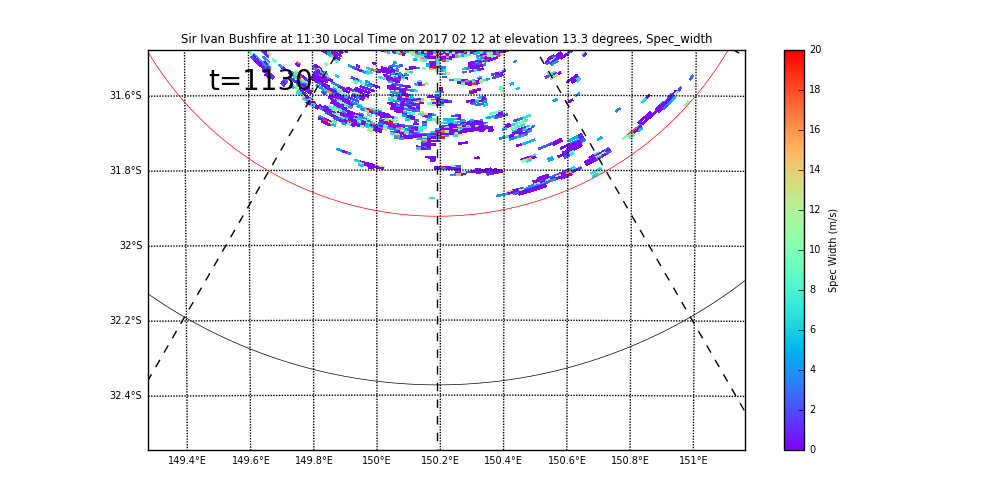 Sir Ivan Bushfire at 11:30 Local Time on 2017 02 12 at elevation 13.3 degrees, Spec_width
t=1130
31.6°S
31.8°S
32°S
32.2°S
32.4°S
149.4°E 149.6°E 149.8°E 150°E 150.2°E 150.4°E 150.6°E 150.8°E 151°E
20
18
16
14
12
10
8
6
4
2
0
Spec Width (m/s)